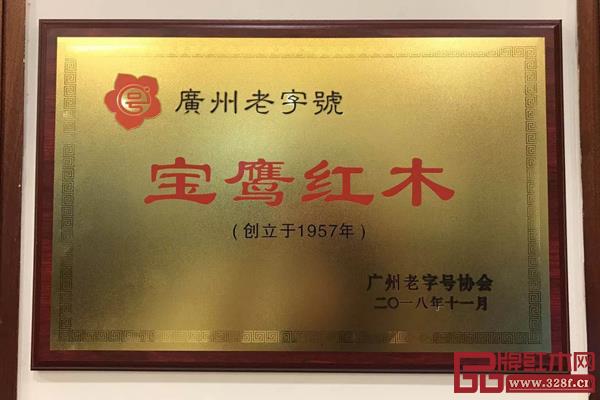 廣州老字號
宝鹰红木
（创立于1957年）
广州老字号协会
二〇一八年十一月
品牌红木网
www.328f.cn